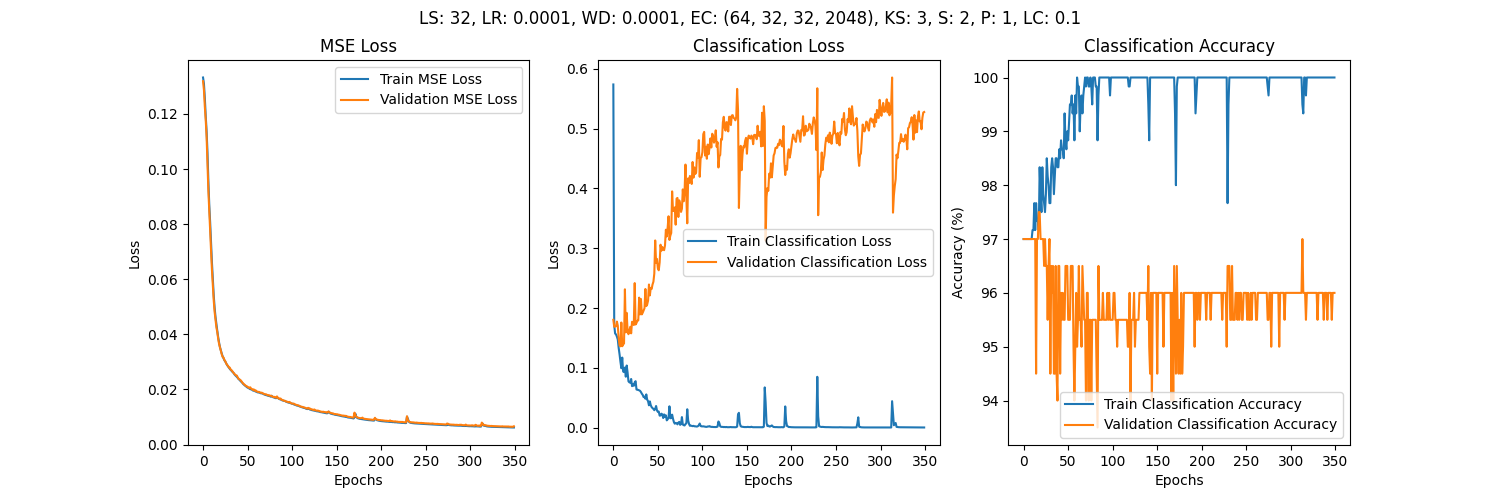 LS: 32, LR: 0.0001, WD: 0.0001, EC: (64, 32, 32, 2048), KS: 3, S: 2, P: 1, LC: 0.1
MSE Loss
Loss
0.12
0.10
0.08
0.06
0.04
0.02
0.00
Train MSE Loss
Validation MSE Loss
0 50 100 150 200 250 300 350
Epochs
Classification Loss
Loss
0.6
0.5
0.4
0.3
0.2
0.1
0.0
Train Classification Loss
Validation Classification Loss
0 50 100 150 200 250 300 350
Epochs
Classification Accuracy
Accuracy (%)
100
99
98
97
96
95
94
Train Classification Accuracy
Validation Classification Accuracy
0 50 100 150 200 250 300 350
Epochs